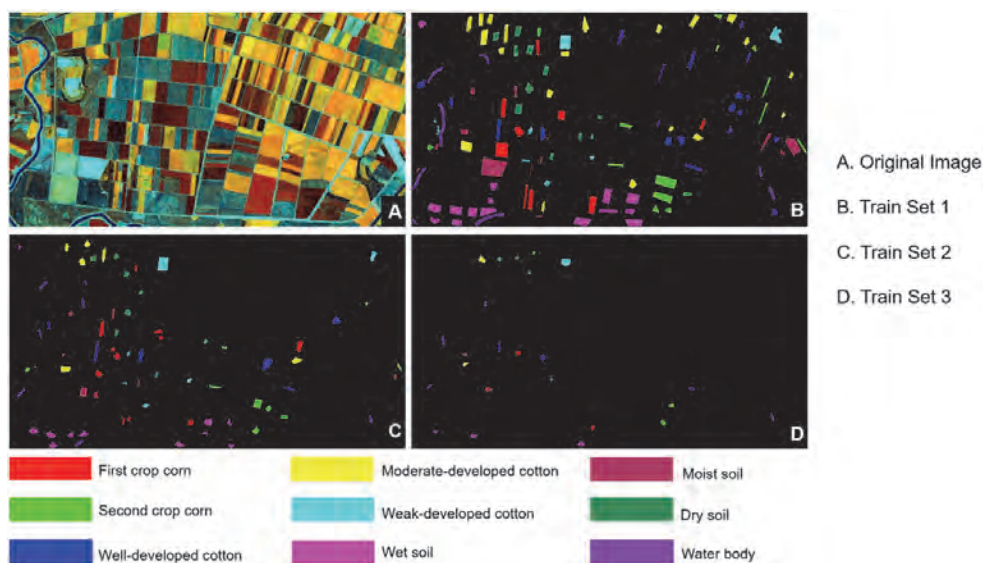 A
B
A. Original Image
B. Train Set 1
C. Train Set 2
D. Train Set 3
C
D
First crop corn
Moderate-developed cotton
Moist soil
Second crop corn
Weak-developed cotton
Dry soil
Well-developed cotton
Wet soil
Water body